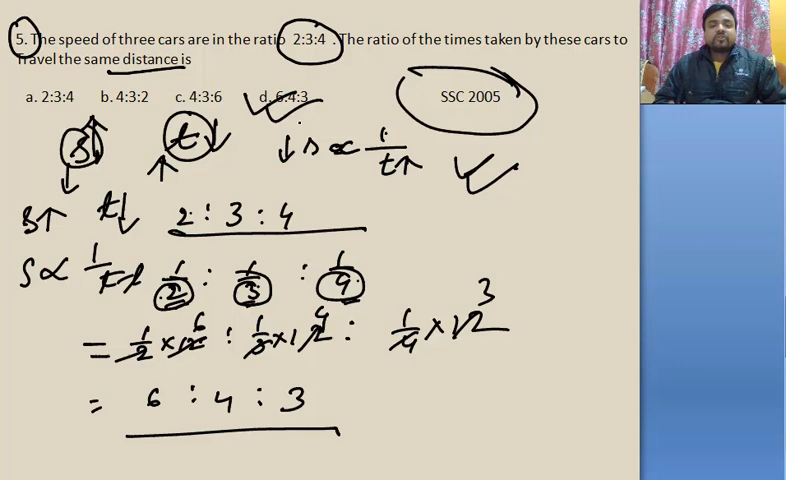 5. The speed of three cars are in the ratio 2:3:4 . The ratio of the times taken by these cars to
Travel the same distance is
a. 2:3:4 b. 4:3:2 c. 4:3:6 d. 6:4:3 SSC 2005
s↑ ↓ t↓ ↑ ↓s ∝ 1/t↑
s↑ t↓ 2 : 3 : 4
s ∝ 1/t 1/2 : 1/3 : 1/4
= 1/2 × 12 6 : 1/3 × 12 4 : 1/4 × 12 3
= 6 : 4 : 3